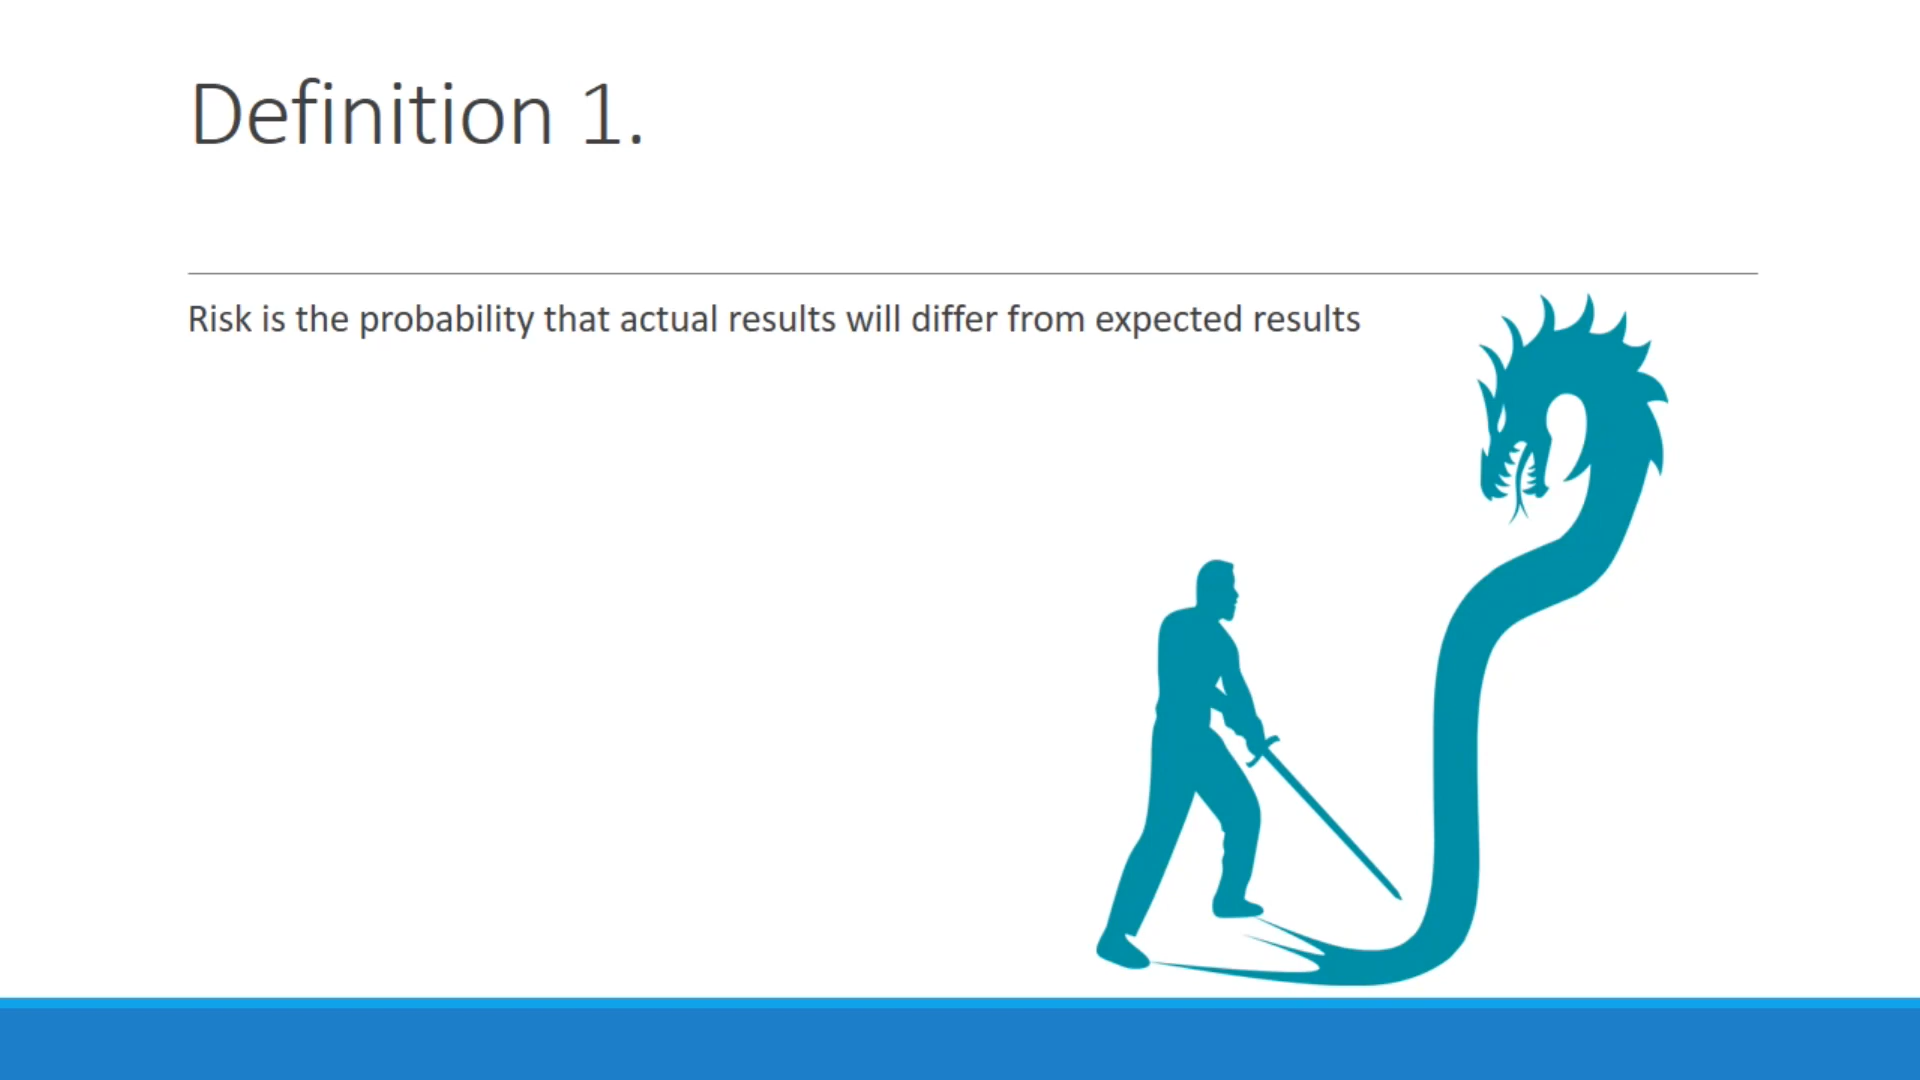 Definition 1.
Risk is the probability that actual results will differ from expected results